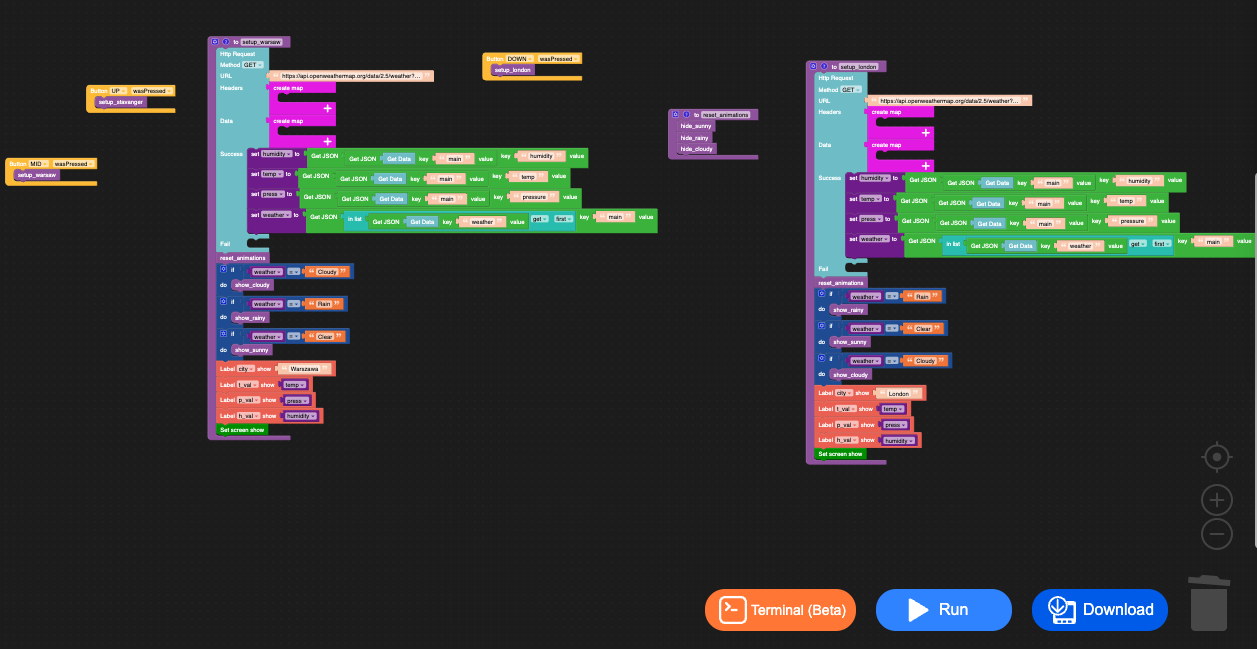 Button UP wasPressed
setup_stavanger
Button MID wasPressed
setup_warsaw
to setup_warsaw
Http Request
Method GET
URL “ https://api.openweathermap.org/data/2.5/weather?... ”
Headers create map
+
Data create map
+
Success set humidity to Get JSON Get JSON Get Data key “ main ” value key “ humidity ” value
set temp to Get JSON Get JSON Get Data key “ main ” value key “ temp ” value
set press to Get JSON Get JSON Get Data key “ main ” value key “ pressure ” value
set weather to Get JSON in list Get JSON Get Data key “ weather ” value get first key “ main ” value
Fail
reset_animations
if weather = “ Cloudy ”
do show_cloudy
if weather = “ Rain ”
do show_rainy
if weather = “ Clear ”
do show_sunny
Label city show “ Warszawa ”
Label t_val show temp
Label p_val show press
Label h_val show humidity
Set screen show
Button DOWN wasPressed
setup_london
to reset_animations
hide_sunny
hide_rainy
hide_cloudy
to setup_london
Http Request
Method GET
URL “ https://api.openweathermap.org/data/2.5/weather?... ”
Headers create map
+
Data create map
+
Success set humidity to Get JSON Get JSON Get Data key “ main ” value key “ humidity ” value
set temp to Get JSON Get JSON Get Data key “ main ” value key “ temp ” value
set press to Get JSON Get JSON Get Data key “ main ” value key “ pressure ” value
set weather to Get JSON in list Get JSON Get Data key “ weather ” value get first key “ main ” value
Fail
reset_animations
if weather = “ Rain ”
do show_rainy
if weather = “ Clear ”
do show_sunny
if weather = “ Cloudy ”
do show_cloudy
Label city show “ London ”
Label t_val show temp
Label p_val show press
Label h_val show humidity
Set screen show
Terminal (Beta)
Run
Download